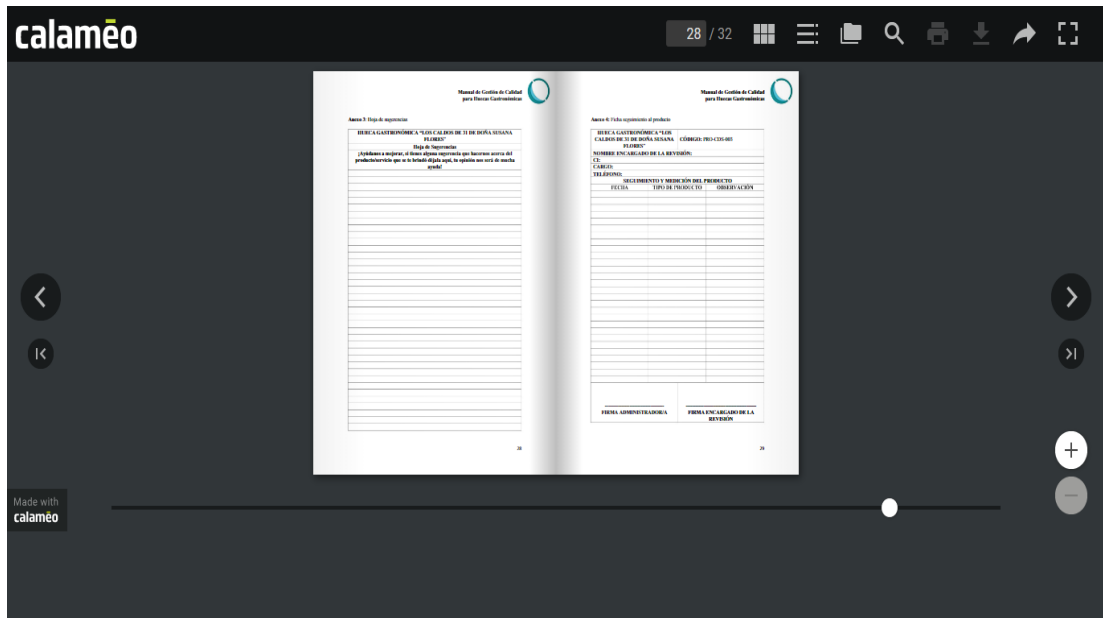 calamēo
28 / 32
Manual de Gestión de Calidad
para Huecas Gastronómicas
Anexo 3: Hoja de sugerencias
HUECA GASTRONÓMICA “LOS CALDOS DE 31 DE DOÑA SUSANA
FLORES”
Hoja de Sugerencias
¡Ayúdanos a mejorar, si tienes alguna sugerencia que hacernos acerca del
producto/servicio que se te brindó déjala aquí, tu opinión nos será de mucha
ayuda!
28
Manual de Gestión de Calidad
para Huecas Gastronómicas
Anexo 4: Ficha seguimiento al producto
HUECA GASTRONÓMICA “LOS
CALDOS DE 31 DE DOÑA SUSANA
FLORES”
CÓDIGO: PRO-CDS-005
NOMBRE ENCARGADO DE LA REVISIÓN:
CI:
CARGO:
TELÉFONO:
SEGUIMIENTO Y MEDICIÓN DEL PRODUCTO
FECHA TIPO DE PRODUCTO OBSERVACIÓN
FIRMA ADMINISTRADOR/A
FIRMA ENCARGADO DE LA
REVISIÓN
29
Made with
calamēo